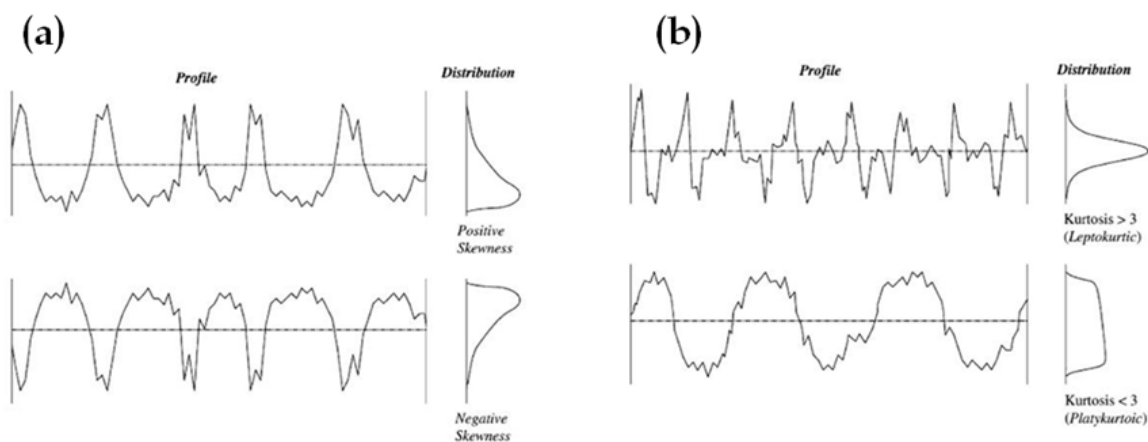 (a)
Profile
Distribution
Positive
Skewness
Negative
Skewness
(b)
Profile
Distribution
Kurtosis > 3
(Leptokurtic)
Kurtosis < 3
(Platykurtoic)